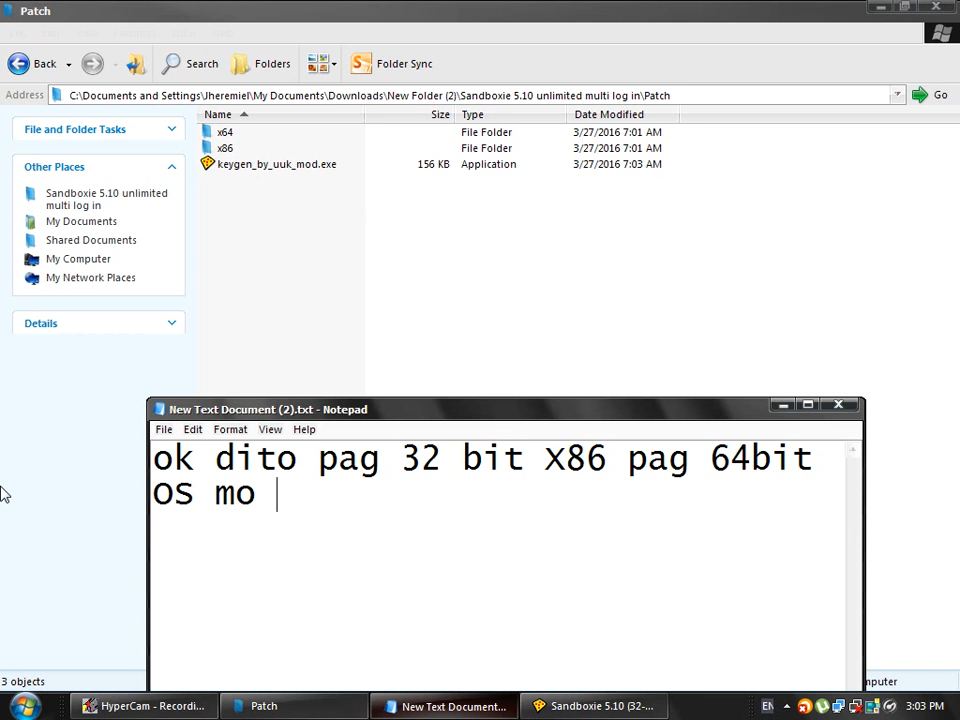 Patch
Back
Search
Folders
Folder Sync
Address
C:\Documents and Settings\Jheremiel\My Documents\Downloads\New Folder (2)\Sandboxie 5.10 unlimited multi log in\Patch
Go
File and Folder Tasks
Other Places
Sandboxie 5.10 unlimited
multi log in
My Documents
Shared Documents
My Computer
My Network Places
Details
Name Size Type Date Modified
x64 File Folder 3/27/2016 7:01 AM
x86 File Folder 3/27/2016 7:01 AM
keygen_by_uuk_mod.exe 156 KB Application 3/27/2016 7:03 AM
New Text Document (2).txt - Notepad
File Edit Format View Help
ok dito pag 32 bit X86 pag 64bit
OS mo
3 objects
mputer
HyperCam - Recordi...
Patch
New Text Document...
Sandboxie 5.10 (32-...
EN
3:03 PM